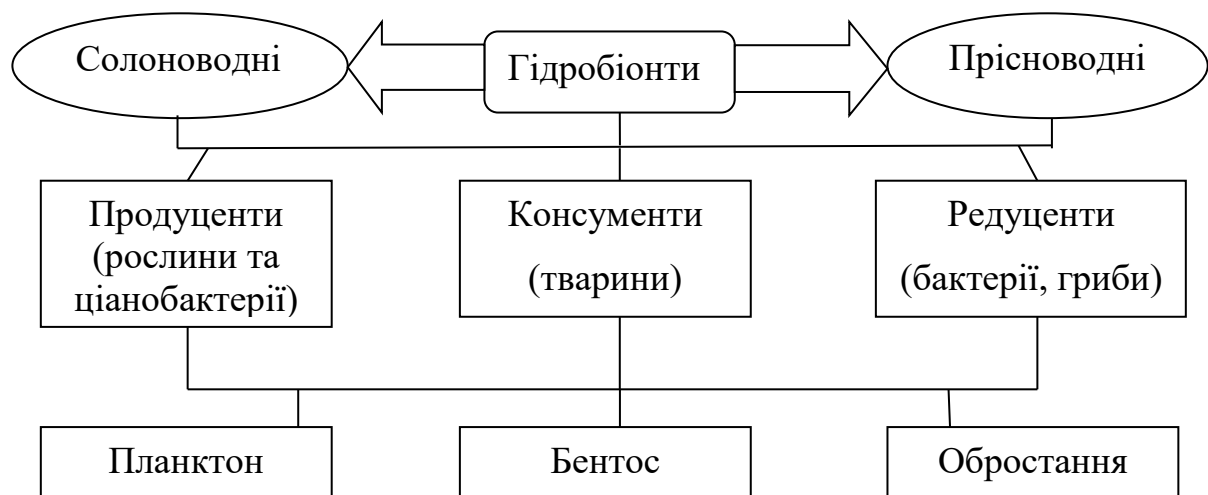 Солоноводні
Гідробіонти
Прісноводні
Продуценти
(рослини та
ціанобактерії)
Консументи
(тварини)
Редуценти
(бактерії, гриби)
Планктон
Бентос
Обростання